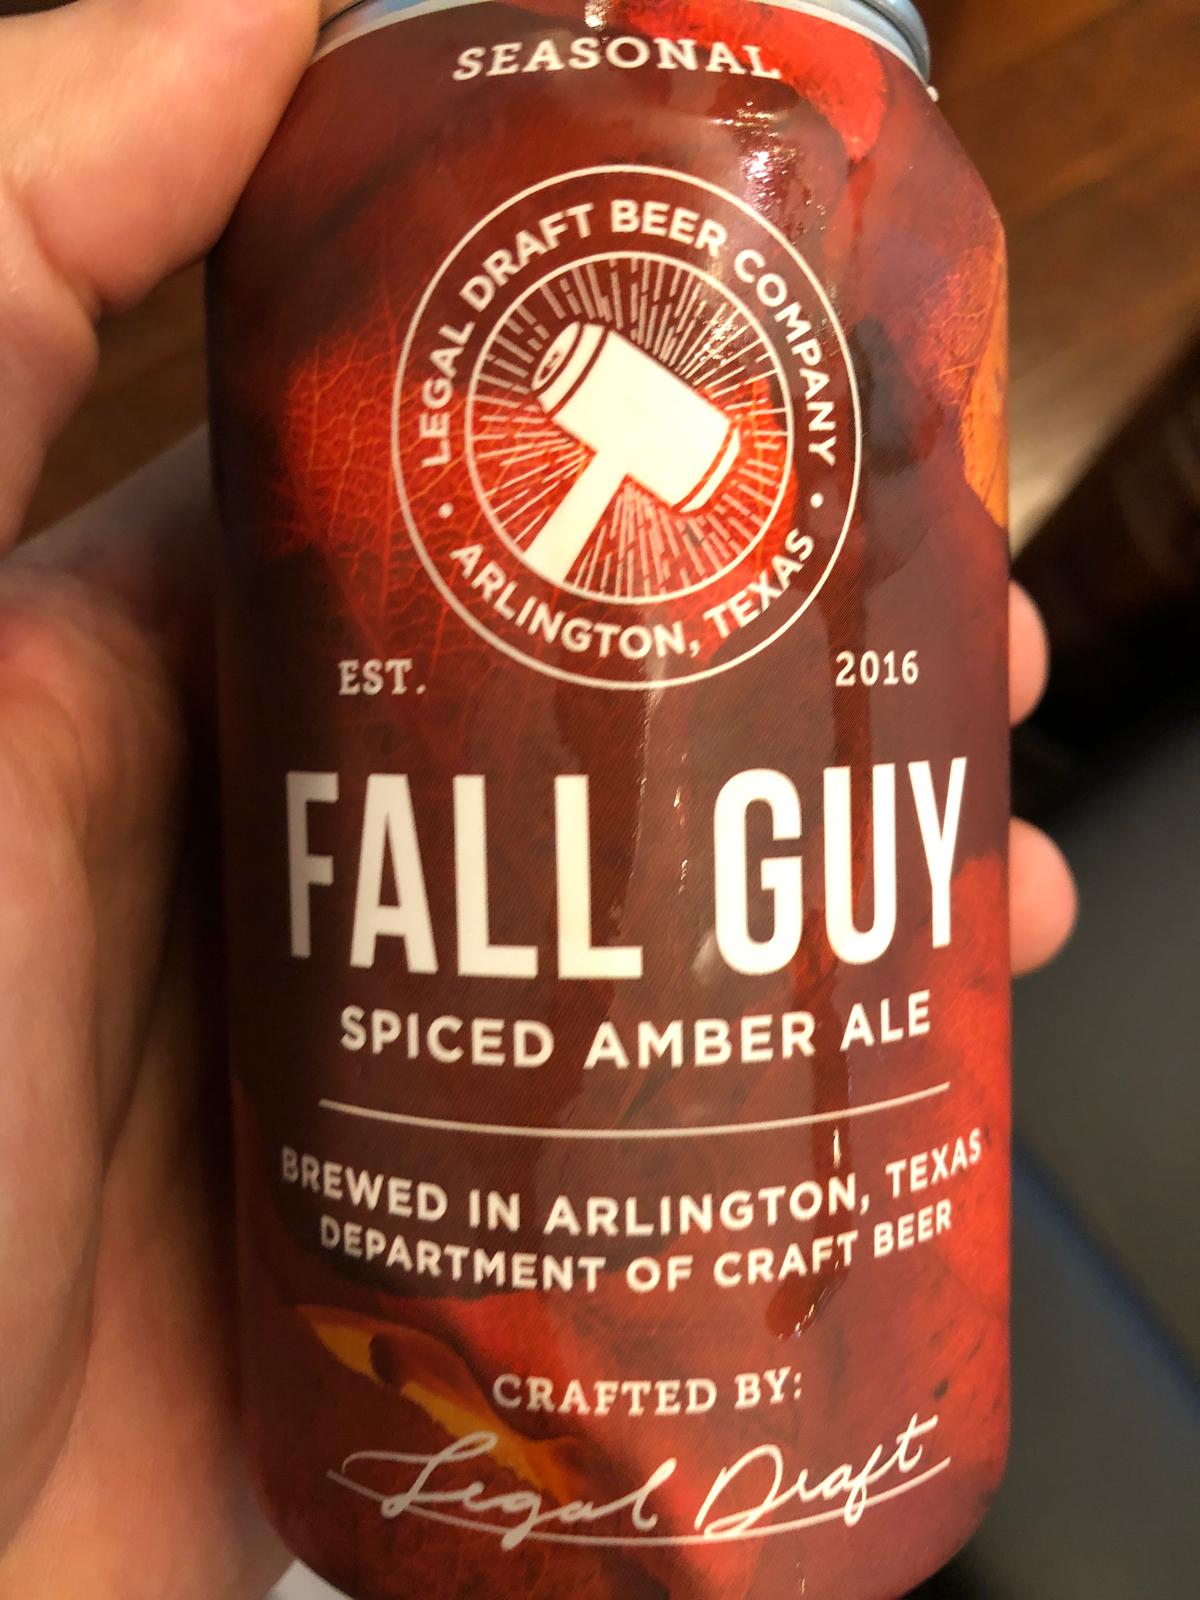 SEASONAL
LEGAL DRAFT BEER COMPANY
• ARLINGTON, TEXAS •
EST. 2016
FALL GUY
SPICED AMBER ALE
BREWED IN ARLINGTON, TEXAS
DEPARTMENT OF CRAFT BEER
CRAFTED BY:
Legal Draft